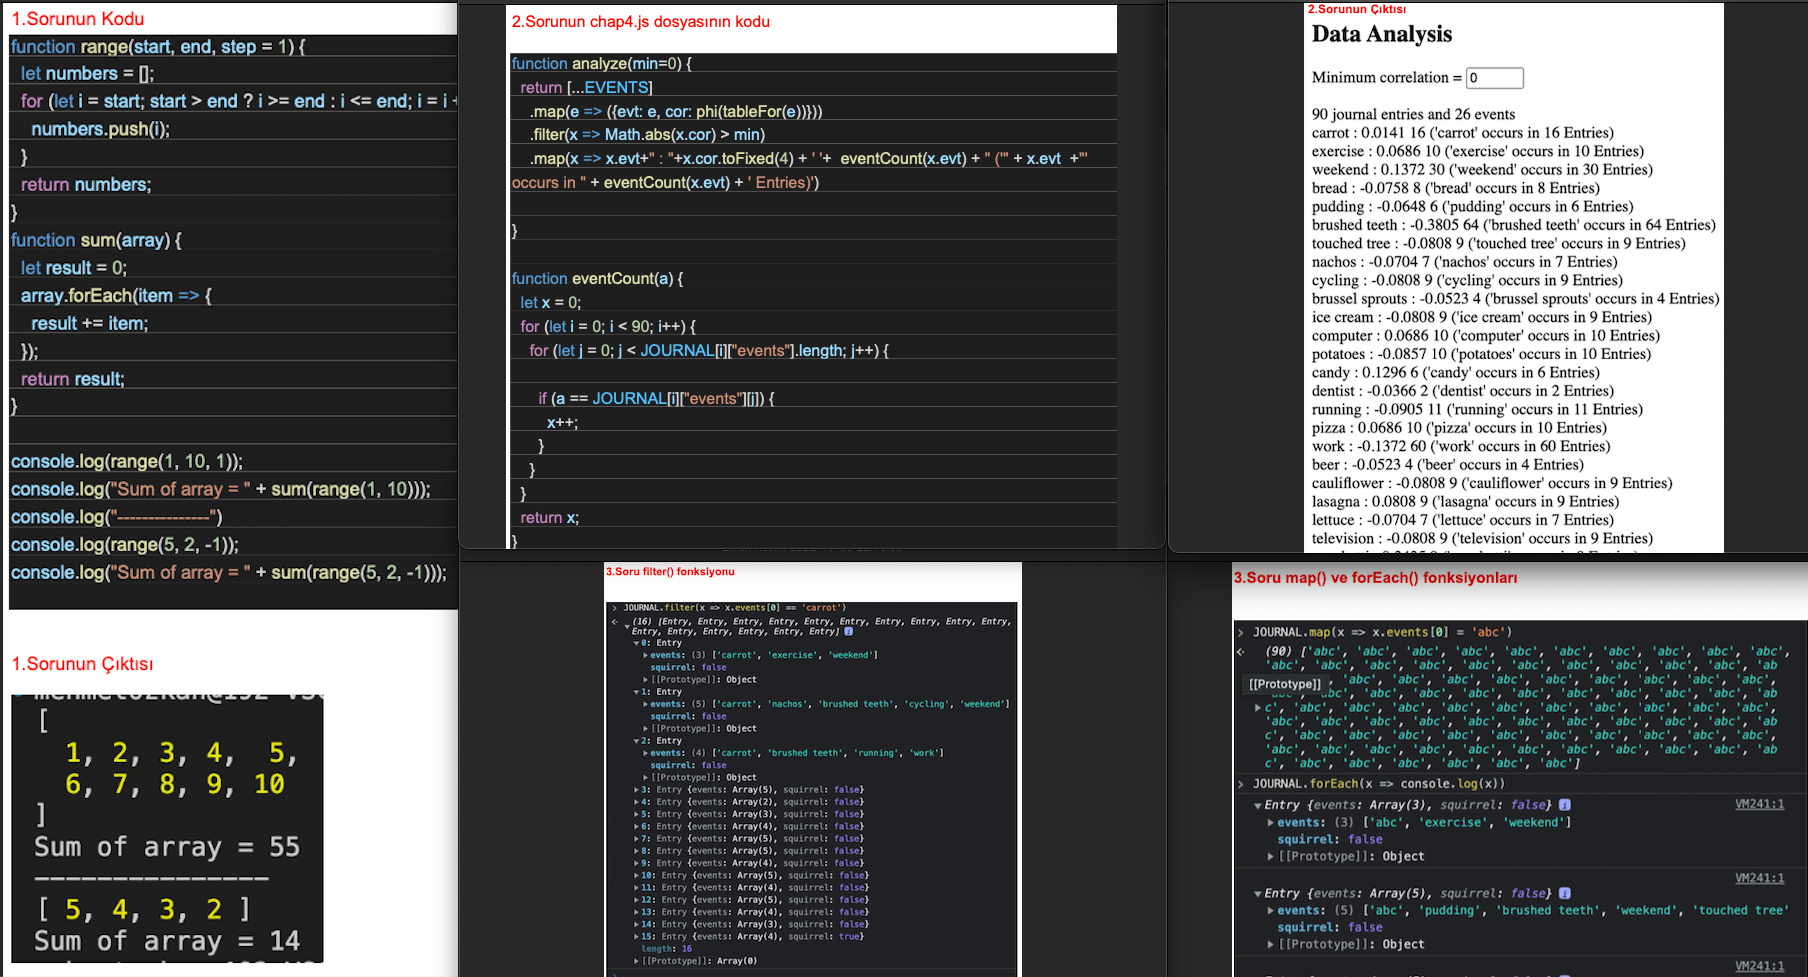 1.Sorunun Kodu
function range(start, end, step = 1) {
let numbers = [];
for (let i = start; start > end ? i >= end : i <= end; i = i +
numbers.push(i);
}
return numbers;
}
function sum(array) {
let result = 0;
array.forEach(item => {
result += item;
});
return result;
}
console.log(range(1, 10, 1));
console.log("Sum of array = " + sum(range(1, 10)));
console.log("---------------")
console.log(range(5, 2, -1));
console.log("Sum of array = " + sum(range(5, 2, -1)));
1.Sorunun Çıktısı
[
1, 2, 3, 4, 5,
6, 7, 8, 9, 10
]
Sum of array = 55
---------------
[ 5, 4, 3, 2 ]
Sum of array = 14
2.Sorunun chap4.js dosyasının kodu
function analyze(min=0) {
return [...EVENTS]
.map(e => ({evt: e, cor: phi(tableFor(e))}))
.filter(x => Math.abs(x.cor) > min)
.map(x => x.evt+" : "+x.cor.toFixed(4) + ' '+ eventCount(x.evt) + " ('" + x.evt +"'
occurs in " + eventCount(x.evt) + ' Entries)')
}
function eventCount(a) {
let x = 0;
for (let i = 0; i < 90; i++) {
for (let j = 0; j < JOURNAL[i]["events"].length; j++) {
if (a == JOURNAL[i]["events"][j]) {
x++;
}
}
}
return x;
}
2.Sorunun Çıktısı
Data Analysis
Minimum correlation = 0
90 journal entries and 26 events
carrot : 0.0141 16 ('carrot' occurs in 16 Entries)
exercise : 0.0686 10 ('exercise' occurs in 10 Entries)
weekend : 0.1372 30 ('weekend' occurs in 30 Entries)
bread : -0.0758 8 ('bread' occurs in 8 Entries)
pudding : -0.0648 6 ('pudding' occurs in 6 Entries)
brushed teeth : -0.3805 64 ('brushed teeth' occurs in 64 Entries)
touched tree : -0.0808 9 ('touched tree' occurs in 9 Entries)
nachos : -0.0704 7 ('nachos' occurs in 7 Entries)
cycling : -0.0808 9 ('cycling' occurs in 9 Entries)
brussel sprouts : -0.0523 4 ('brussel sprouts' occurs in 4 Entries)
ice cream : -0.0808 9 ('ice cream' occurs in 9 Entries)
computer : 0.0686 10 ('computer' occurs in 10 Entries)
potatoes : -0.0857 10 ('potatoes' occurs in 10 Entries)
candy : 0.1296 6 ('candy' occurs in 6 Entries)
dentist : -0.0366 2 ('dentist' occurs in 2 Entries)
running : -0.0905 11 ('running' occurs in 11 Entries)
pizza : 0.0686 10 ('pizza' occurs in 10 Entries)
work : -0.1372 60 ('work' occurs in 60 Entries)
beer : -0.0523 4 ('beer' occurs in 4 Entries)
cauliflower : -0.0808 9 ('cauliflower' occurs in 9 Entries)
lasagna : 0.0808 9 ('lasagna' occurs in 9 Entries)
lettuce : -0.0704 7 ('lettuce' occurs in 7 Entries)
television : -0.0808 9 ('television' occurs in 9 Entries)
3.Soru filter() fonksiyonu
JOURNAL.filter(x => x.events[0] == 'carrot')
(16) [Entry, Entry, Entry, Entry, Entry, Entry, Entry, Entry, Entry, Entry,
Entry, Entry, Entry, Entry, Entry, Entry]
0: Entry
events: (3) ['carrot', 'exercise', 'weekend']
squirrel: false
[[Prototype]]: Object
1: Entry
events: (5) ['carrot', 'nachos', 'brushed teeth', 'cycling', 'weekend']
squirrel: false
[[Prototype]]: Object
2: Entry
events: (4) ['carrot', 'brushed teeth', 'running', 'work']
squirrel: false
[[Prototype]]: Object
3: Entry {events: Array(5), squirrel: false}
4: Entry {events: Array(2), squirrel: false}
5: Entry {events: Array(3), squirrel: false}
6: Entry {events: Array(4), squirrel: false}
7: Entry {events: Array(5), squirrel: false}
8: Entry {events: Array(5), squirrel: false}
9: Entry {events: Array(4), squirrel: false}
10: Entry {events: Array(5), squirrel: false}
11: Entry {events: Array(4), squirrel: false}
12: Entry {events: Array(5), squirrel: false}
13: Entry {events: Array(4), squirrel: false}
14: Entry {events: Array(3), squirrel: false}
15: Entry {events: Array(4), squirrel: true}
length: 16
[[Prototype]]: Array(0)
3.Soru map() ve forEach() fonksiyonları
JOURNAL.map(x => x.events[0] = 'abc')
(90) ['abc', 'abc', 'abc', 'abc', 'abc', 'abc', 'abc', 'abc', 'abc', 'abc',
'abc', 'abc', 'abc', 'abc', 'abc', 'abc', 'abc', 'abc', 'abc', 'abc', 'ab
[[Prototype]] 'abc', 'abc', 'abc', 'abc', 'abc', 'abc', 'abc', 'abc', 'abc',
'abc', 'abc', 'abc', 'abc', 'abc', 'abc', 'abc', 'abc', 'abc', 'ab
c', 'abc', 'abc', 'abc', 'abc', 'abc', 'abc', 'abc', 'abc', 'abc', 'abc',
'abc', 'abc', 'abc', 'abc', 'abc', 'abc', 'abc', 'abc', 'abc', 'abc', 'ab
c', 'abc', 'abc', 'abc', 'abc', 'abc', 'abc', 'abc', 'abc', 'abc', 'abc',
'abc', 'abc', 'abc', 'abc', 'abc', 'abc', 'abc', 'abc', 'abc', 'abc', 'ab
c', 'abc', 'abc', 'abc', 'abc', 'abc', 'abc']
JOURNAL.forEach(x => console.log(x))
Entry {events: Array(3), squirrel: false} VM241:1
events: (3) ['abc', 'exercise', 'weekend']
squirrel: false
[[Prototype]]: Object
VM241:1
Entry {events: Array(5), squirrel: false}
events: (5) ['abc', 'pudding', 'brushed teeth', 'weekend', 'touched tree'
squirrel: false
[[Prototype]]: Object
VM241:1